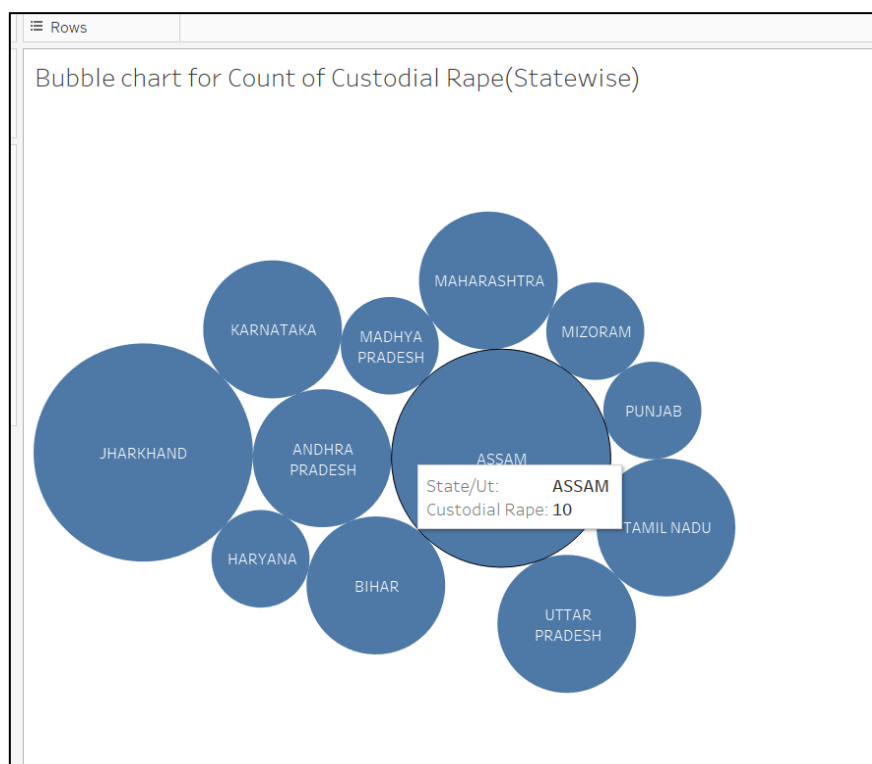 Rows
Bubble chart for Count of Custodial Rape(Statewise)
MAHARASHTRA
KARNATAKA
MADHYA
PRADESH
MIZORAM
PUNJAB
JHARKHAND
ANDHRA
PRADESH
ASSAM
State/Ut: ASSAM
Custodial Rape: 10
TAMIL NADU
HARYANA
BIHAR
UTTAR
PRADESH